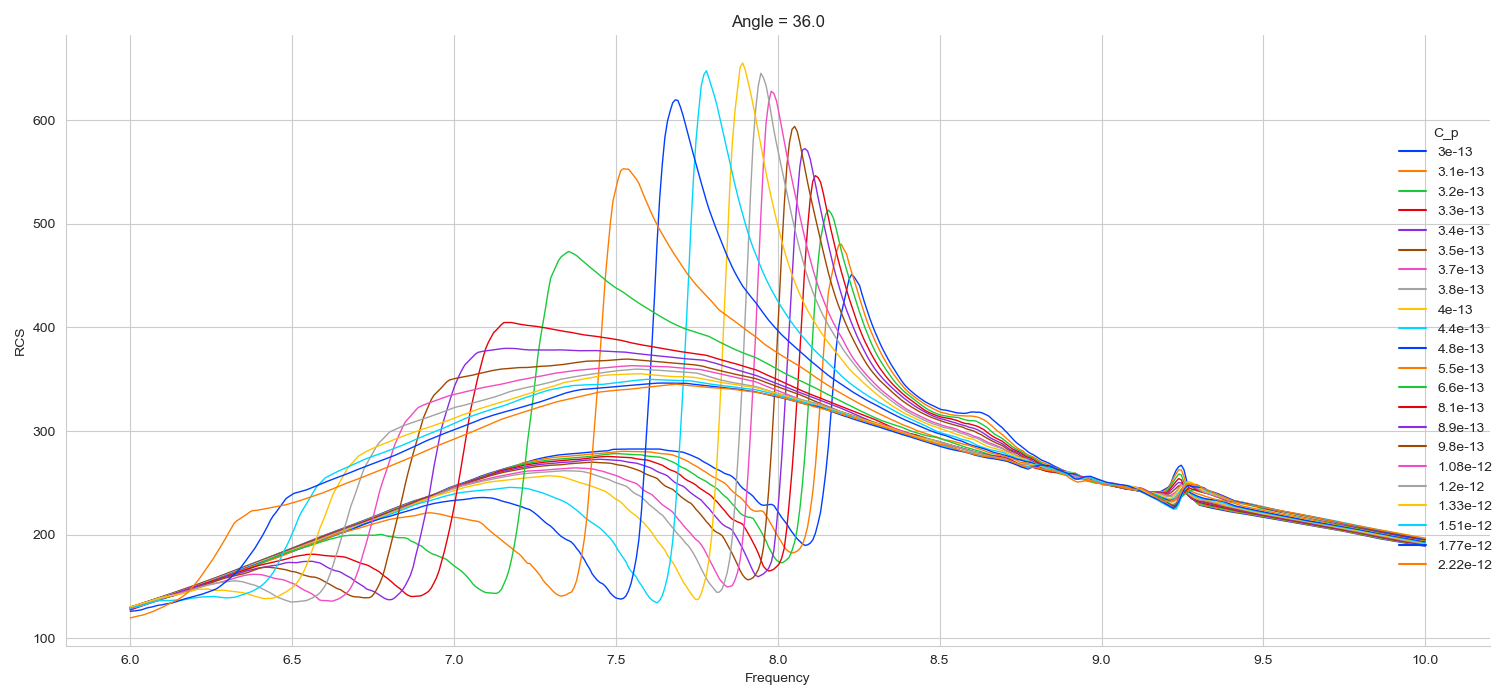 Angle = 36.0
RCS
600
500
400
300
200
100
6.0 6.5 7.0 7.5 8.0 8.5 9.0 9.5 10.0
Frequency
C_p
3e-13
3.1e-13
3.2e-13
3.3e-13
3.4e-13
3.5e-13
3.7e-13
3.8e-13
4e-13
4.4e-13
4.8e-13
5.5e-13
6.6e-13
8.1e-13
8.9e-13
9.8e-13
1.08e-12
1.2e-12
1.33e-12
1.51e-12
1.77e-12
2.22e-12